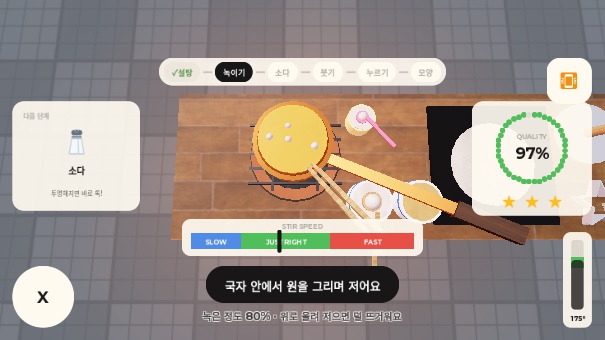 ✓설탕
녹이기
소다
붓기
누르기
모양
다음 단계
소다
투명해지면 바로 톡!
QUALITY
97%
STIR SPEED
SLOW
JUST RIGHT
FAST
국자 안에서 원을 그리며 저어요
녹은 정도 80% · 위로 올려 저으면 덜 뜨거워요
X
175°